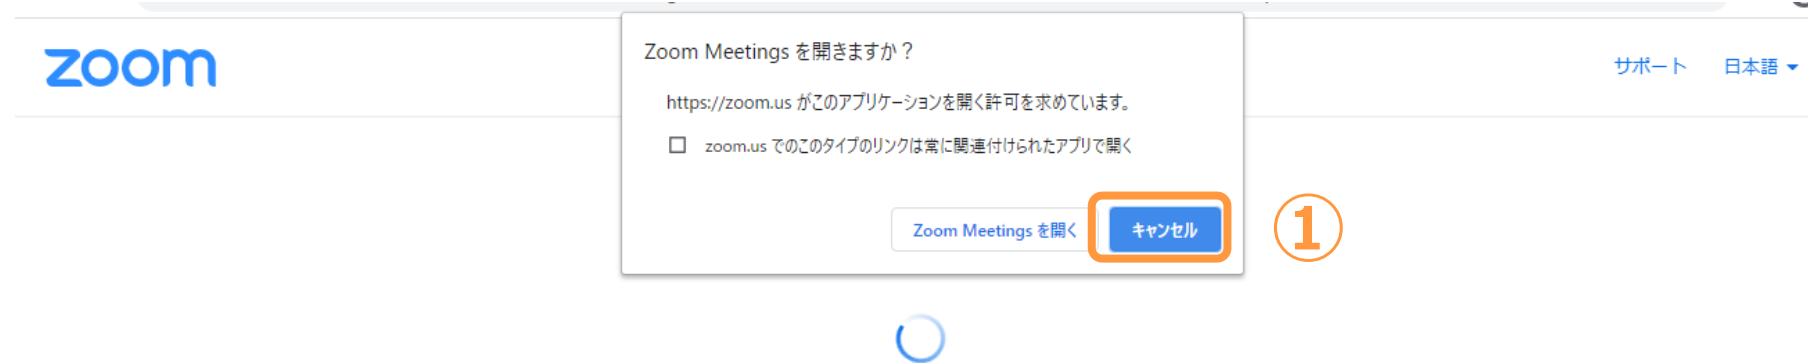 zoom
サポート 日本語
Zoom Meetings を開きますか？
https://zoom.us がこのアプリケーションを開く許可を求めています。
zoom.us でのこのタイプのリンクは常に関連付けられたアプリで開く
Zoom Meetings を開く キャンセル
①